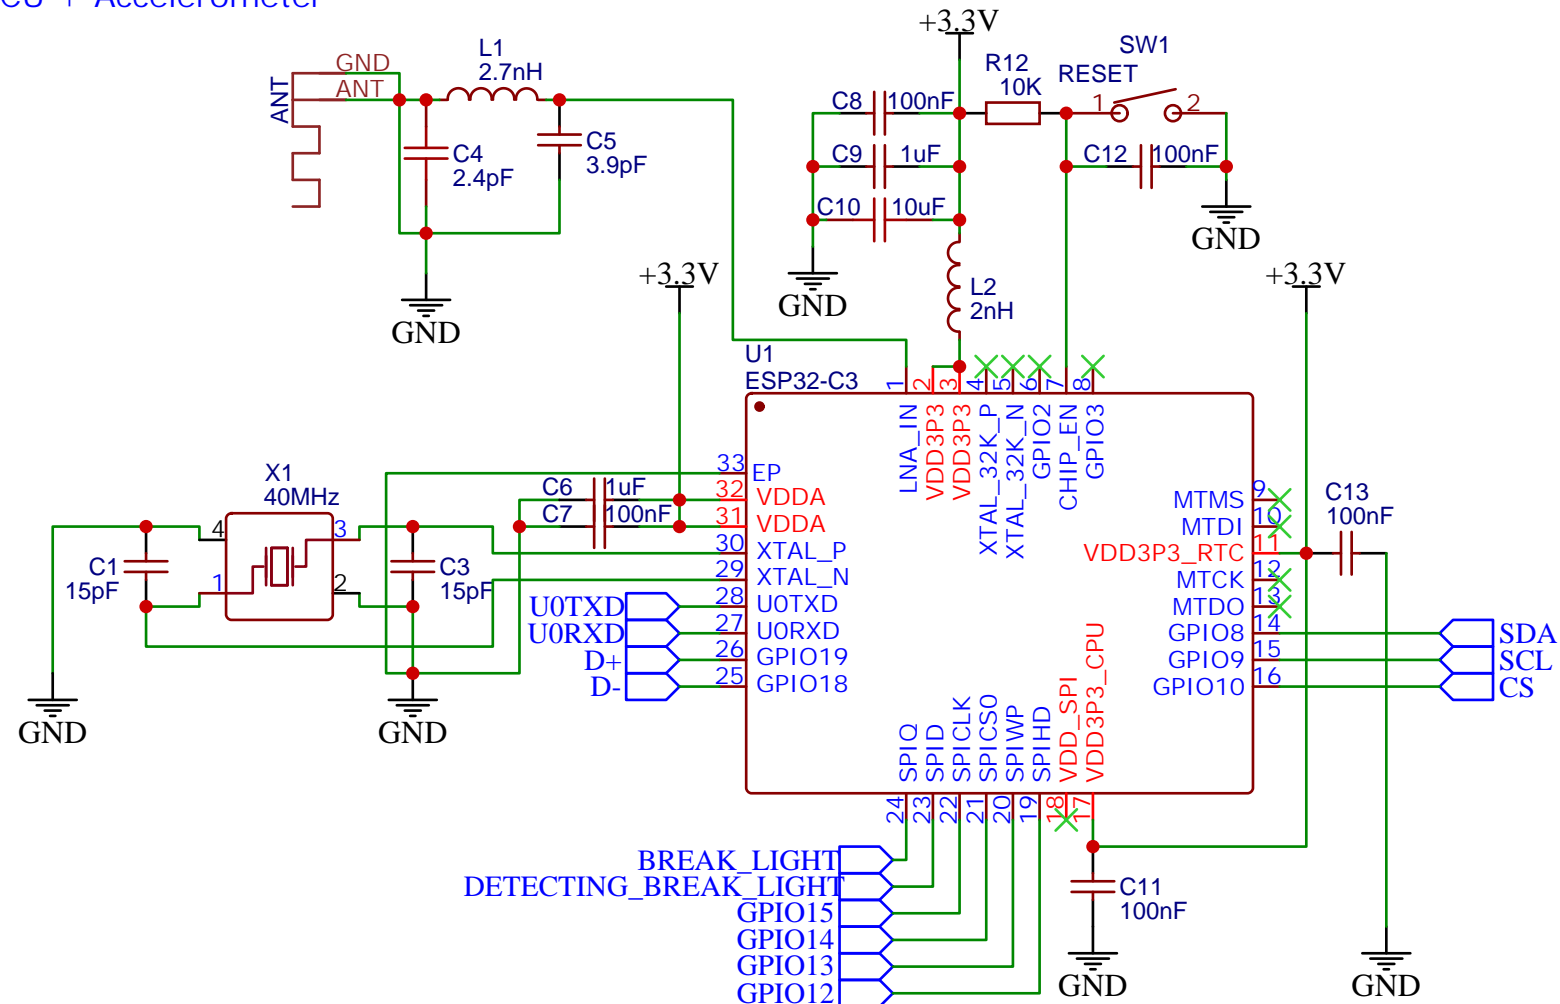 CU + Accelerometer
+3.3V
GND
ANT
ANT
L1
2.7nH
C4
2.4pF
C5
3.9pF
GND
C8
100nF
C9
1uF
C10
10uF
GND
R12
10K
SW1
RESET
1
2
C12
100nF
GND
L2
2nH
+3.3V
+3.3V
U1
ESP32-C3
1
2
3
4
5
6
7
8
LNA_IN
VDD3P3
VDD3P3
XTAL_32K_P
XTAL_32K_N
GPIO2
CHIP_EN
GPIO3
33
EP
32
VDDA
31
VDDA
30
XTAL_P
29
XTAL_N
28
U0TXD
27
U0RXD
26
GPIO19
25
GPIO18
C6
1uF
C7
100nF
X1
40MHz
4
3
1
2
C1
15pF
C3
15pF
GND
GND
U0TXD
U0RXD
D+
D-
MTMS
9
MTDI
10
VDD3P3_RTC
11
MTCK
12
MTDO
13
GPIO8
14
GPIO9
15
GPIO10
16
C13
100nF
SDA
SCL
CS
SPIQ
SPID
SPICLK
SPICS0
SPIWP
SPIHD
VDD_SPI
VDD3P3_CPU
24
23
22
21
20
19
18
17
BREAK_LIGHT
DETECTING_BREAK_LIGHT
GPIO15
GPIO14
GPIO13
GPIO12
C11
100nF
GND
GND